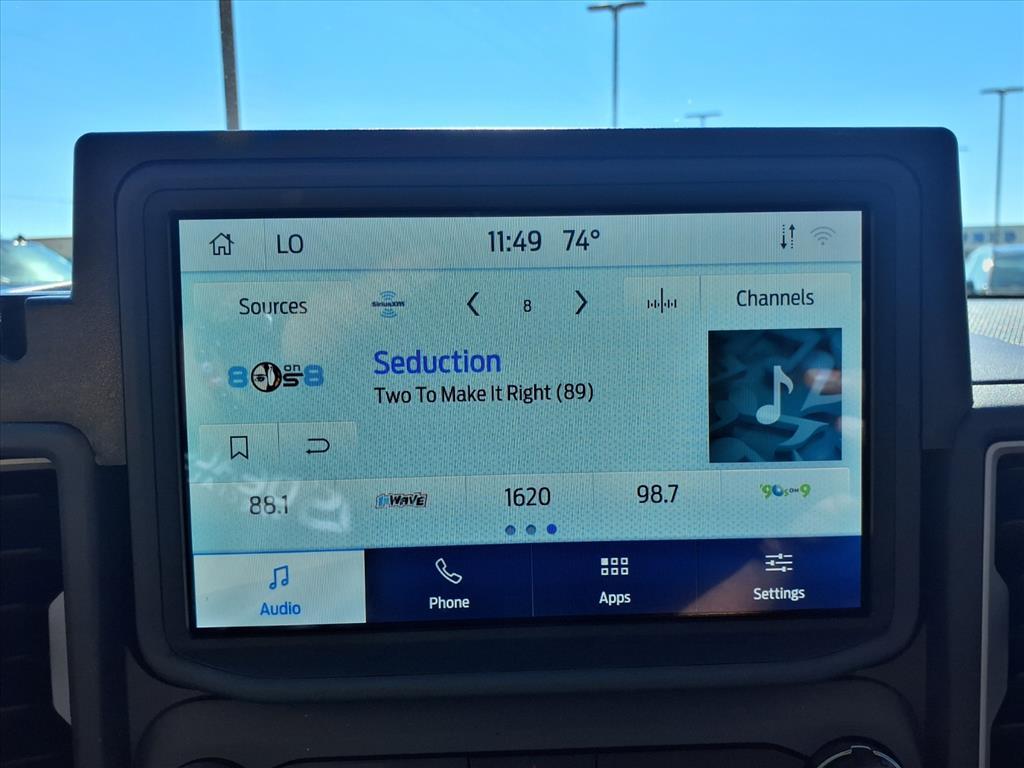 LO 11:49 74°
Sources SiriusXM 8 Channels
80s on 8
Seduction
Two To Make It Right (89)
88.1 1st WAVE 1620 98.7 '90s ON 9
Audio Phone Apps Settings